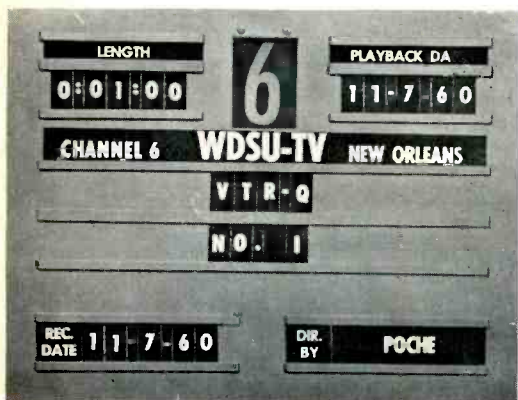 LENGTH
0:01:00
6
PLAYBACK DA
11-7 60
CHANNEL 6 WDSU-TV NEW ORLEANS
VTR-Q
NO. 1
REC. DATE 11-7-60
DIR. BY POCHE